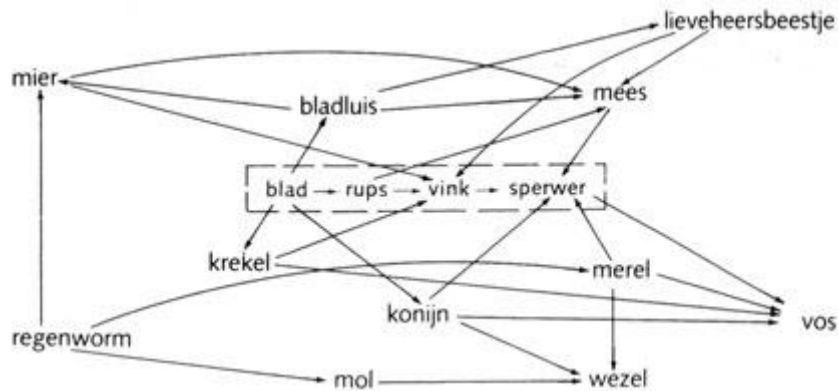 lieveheersbeestje
mier
bladluis
mees
blad rups vink sperwer
krekel
merel
konijn
vos
regenworm
mol
wezel